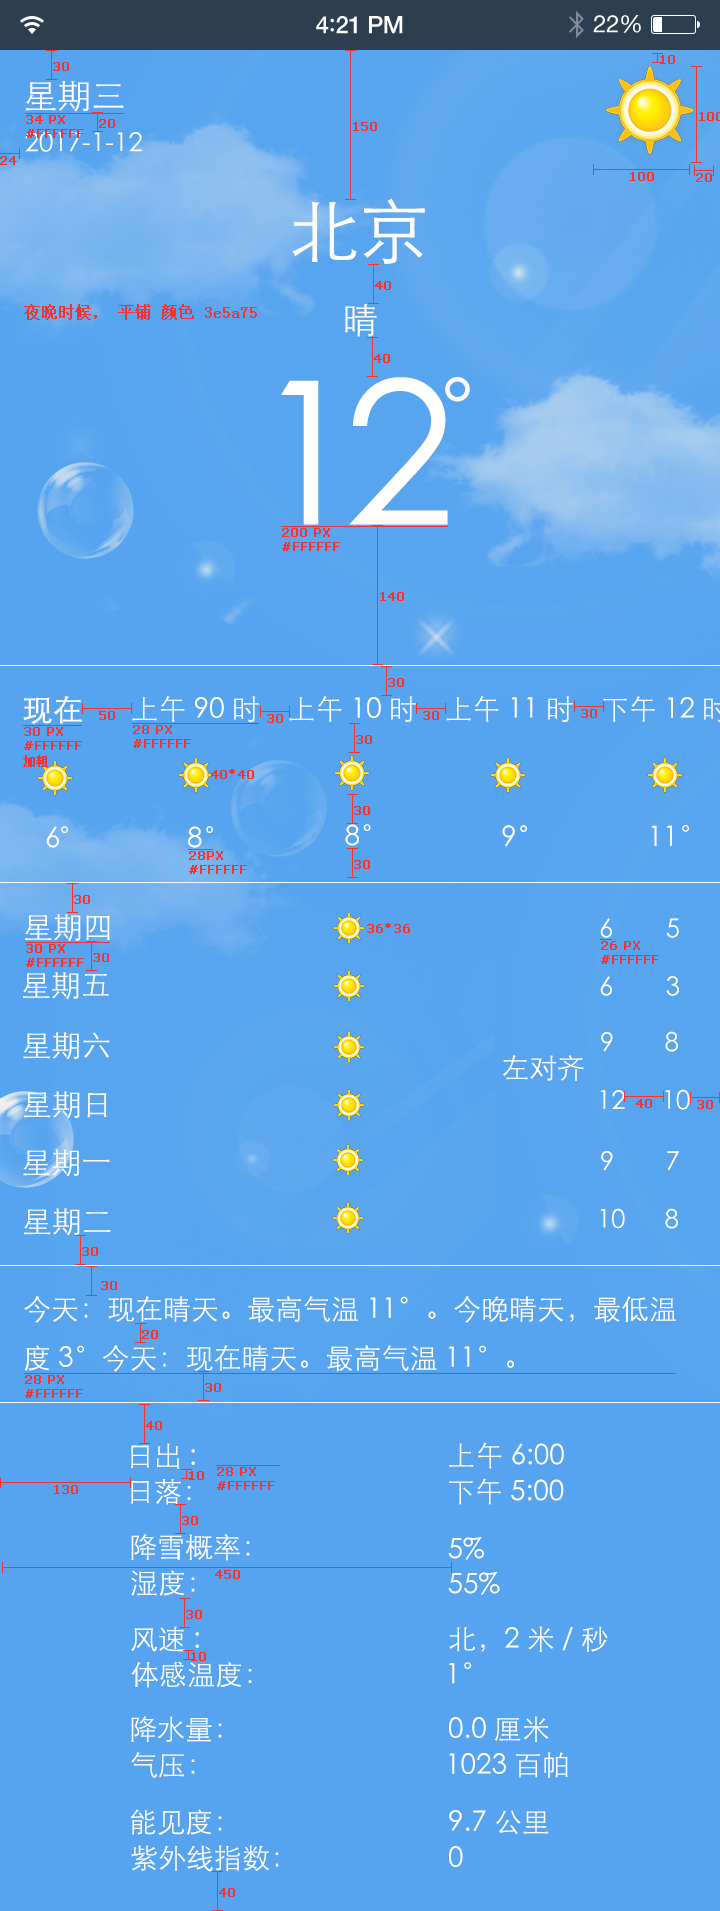 4:21 PM 22%
30
10
星期三
34 PX
#FFFFFF
20
100
150
2017-1-12
24
100
20
北京
40
夜晚时候， 平铺 颜色 3e5a75
晴
40
12°
200 PX
#FFFFFF
140
30
现在 50 上午 90 时 30 上午 10 时 30 上午 11 时 30 下午 12 时
30 PX
#FFFFFF
加粗
28 PX
#FFFFFF
30
40*40
30
6° 8° 8° 9° 11°
28PX
#FFFFFF
30
30
星期四 36*36 6 5
30 PX
#FFFFFF
30
26 PX
#FFFFFF
星期五 6 3
星期六 9 8
左对齐
星期日 12 40 10 30
星期一 9 7
星期二 10 8
30
30
今天：现在晴天。最高气温 11° 。今晚晴天，最低温
20
度 3°今天：现在晴天。最高气温 11° 。
28 PX
#FFFFFF
30
40
日出： 上午 6:00
10
28 PX
#FFFFFF
130
日落： 下午 5:00
30
降雪概率： 5%
450
湿度： 55%
30
风速： 北，2 米 / 秒
10
体感温度： 1°
降水量： 0.0 厘米
气压： 1023 百帕
能见度： 9.7 公里
紫外线指数： 0
40